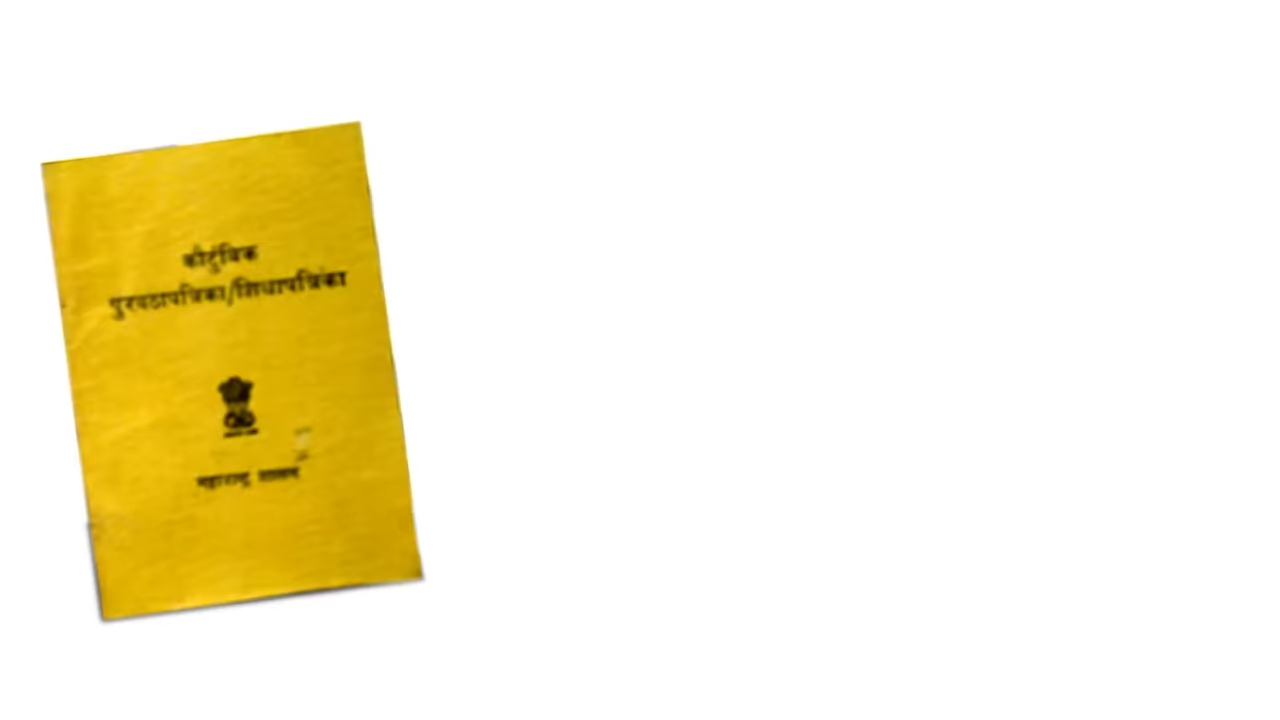 कौटुंबिक
पुरवठापत्रिका/शिधापत्रिका
महाराष्ट्र शासन